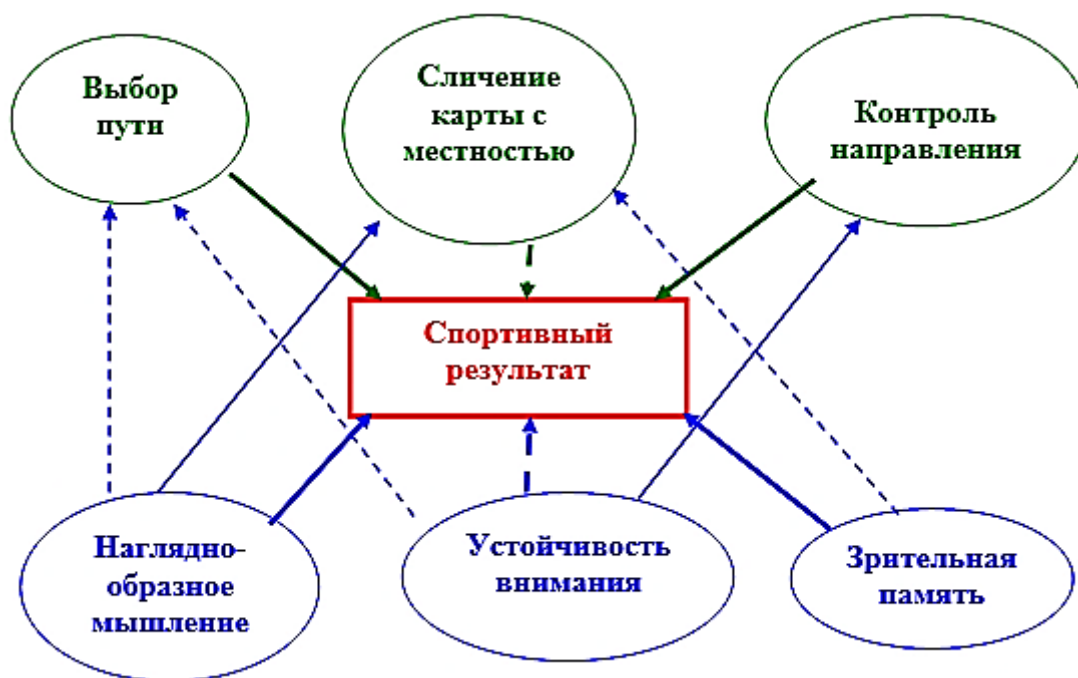 Выбор
пути
Сличение
карты с
местностью
Контроль
направления
Спортивный
результат
Наглядно-
образное
мышление
Устойчивость
внимания
Зрительная
память